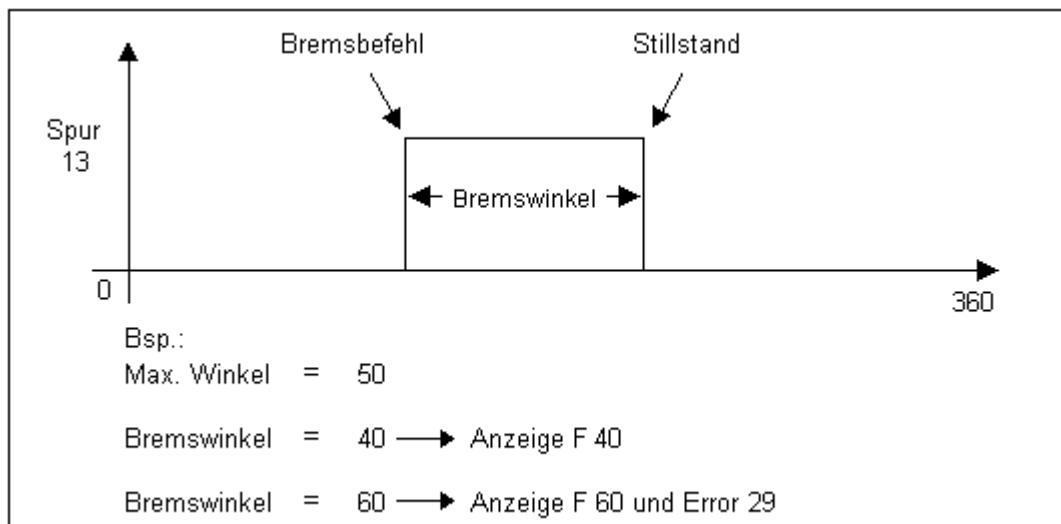 Bremsbefehl
Stillstand
Spur
13
Bremswinkel
0
360
Bsp.:
Max. Winkel = 50
Bremswinkel = 40 Anzeige F 40
Bremswinkel = 60 Anzeige F 60 und Error 29